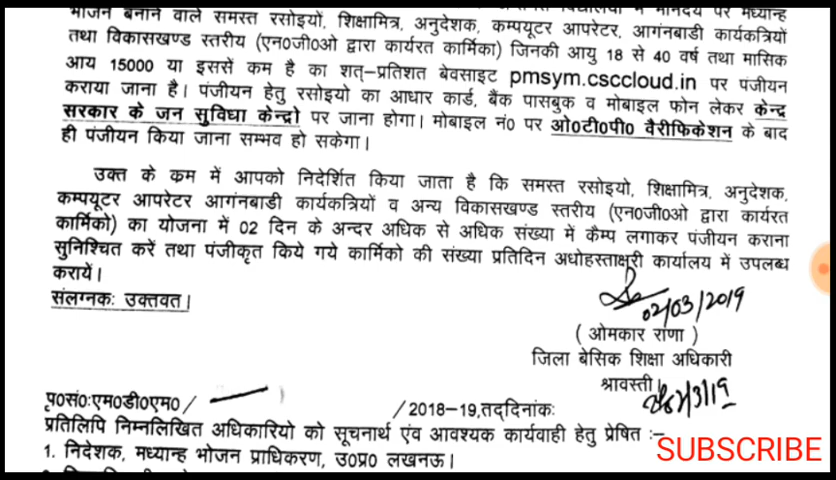 भोजन बनाने वाले समस्त रसोइयों, शिक्षामित्र, अनुदेशक, कम्पयूटर आपरेटर, आगंनबाडी कार्यकत्रियों
तथा विकासखण्ड स्तरीय (एन0जी0ओ द्वारा कार्यरत कार्मिको) जिनकी आयु 18 से 40 वर्ष तथा मासिक
आय 15000 या इससें कम है का शत्-प्रतिशत बेवसाइट pmsym.csccloud.in पर पंजीयन
कराया जाना है। पंजीयन हेतु रसोइयो का आधार कार्ड, बैंक पासबुक व मोबाइल फोन लेकर केन्द्र
सरकार के जन सुविधा केन्द्रो पर जाना होगा। मोबाइल नं0 पर ओ0टी0पी0 वैरीफिकेशन के बाद
ही पंजीयन किया जाना सम्भव हो सकेगा।
उक्त के क्रम में आपको निदेर्शित किया जाता है कि समस्त रसोइयो, शिक्षामित्र, अनुदेशक,
कम्पयूटर आपरेटर आगंनबाडी कार्यकत्रियों व अन्य विकासखण्ड स्तरीय (एन0जी0ओ द्वारा कार्यरत
कार्मिको) का योजना में 02 दिन के अन्दर अधिक से अधिक संख्या में कैम्प लगाकर पंजीयन कराना
सुनिश्चित करें तथा पंजीकृत किये गये कार्मिको की संख्या प्रतिदिन अधोहस्ताक्षरी कार्यालय में उपलब्ध
करायें।
संलग्नकः उक्तवत।
02/03/2019
( ओमकार राणा )
जिला बेसिक शिक्षा अधिकारी
श्रावस्ती
पृ0सं0:एम0डी0एम0/ /2018-19,तद्दिनांकः
प्रतिलिपि निम्नलिखित अधिकारियो को सूचनार्थ एंव आवश्यक कार्यवाही हेतु प्रेषित :-
1. निदेशक, मध्यान्ह भोजन प्राधिकरण, उ0प्र0 लखनऊ।
SUBSCRIBE